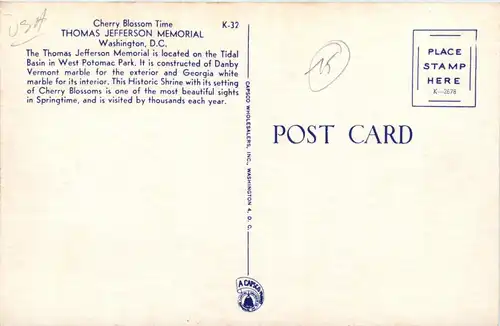 USA
Cherry Blossom Time
K-32
THOMAS JEFFERSON MEMORIAL
Washington, D.C.
The Thomas Jefferson Memorial is located on the Tidal
Basin in West Potomac Park. It is constructed of Danby
Vermont marble for the exterior and Georgia white
marble for its interior. This Historic Shrine with its setting
of Cherry Blossoms is one of the most beautiful sights
in Springtime, and is visited by thousands each year.
CAPSCO WHOLESALERS, INC., WASHINGTON 4, D. C.
15
PLACE
STAMP
HERE
K-2678
POST CARD
A CAPSCO